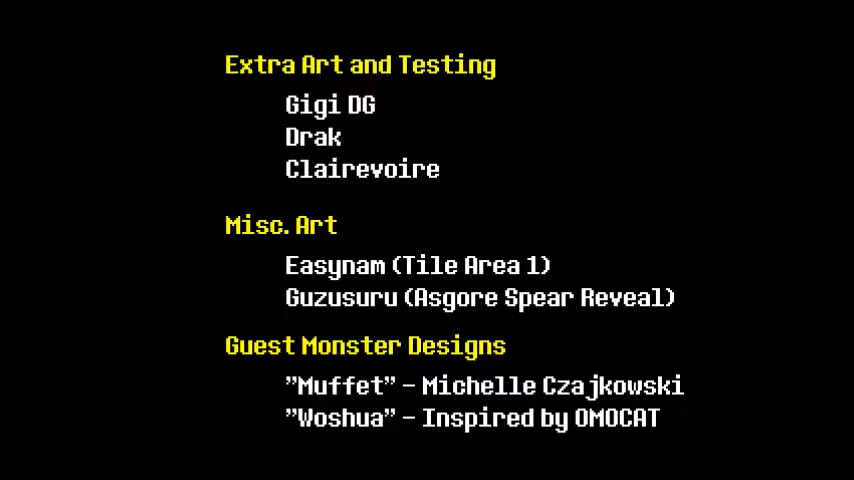 Extra Art and Testing
Gigi DG
Drak
Clairevoire
Misc. Art
Easynam (Tile Area 1)
Guzusuru (Asgore Spear Reveal)
Guest Monster Designs
"Muffet" - Michelle Czajkowski
"Woshua" - Inspired by OMOCAT